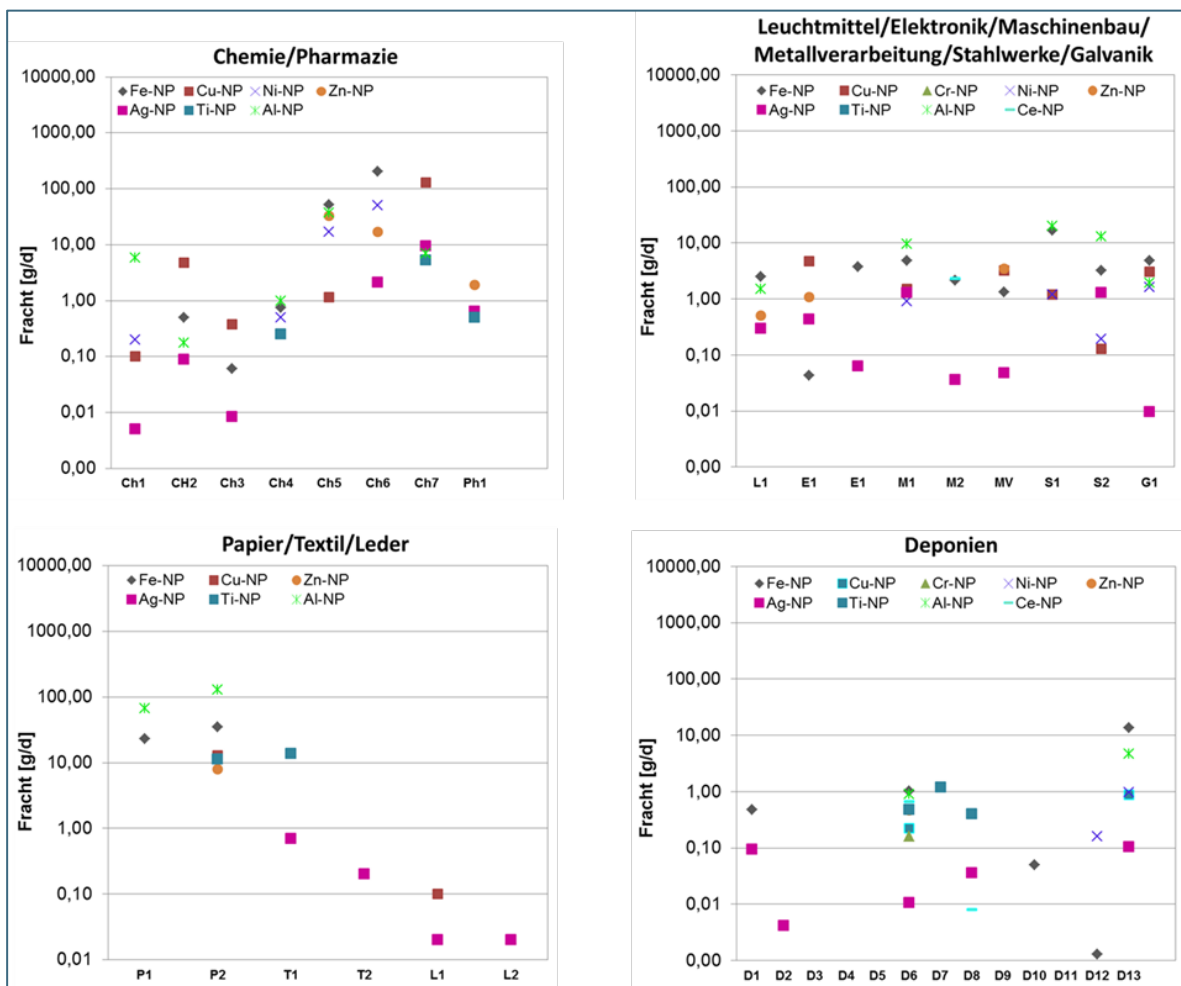 Chemie/Pharmazie
10000,00
Fe-NP Cu-NP Ni-NP Zn-NP
Ag-NP Ti-NP Al-NP
1000,00
100,00
10,00
1,00
0,10
0,01
0,00
Fracht [g/d]
Ch1 CH2 Ch3 Ch4 Ch5 Ch6 Ch7 Ph1
Leuchtmittel/Elektronik/Maschinenbau/
Metallverarbeitung/Stahlwerke/Galvanik
10000,00
Fe-NP Cu-NP Cr-NP Ni-NP Zn-NP
Ag-NP Ti-NP Al-NP Ce-NP
1000,00
100,00
10,00
1,00
0,10
0,01
0,00
Fracht [g/d]
L1 E1 E1 M1 M2 MV S1 S2 G1
Papier/Textil/Leder
10000,00
Fe-NP Cu-NP Zn-NP
Ag-NP Ti-NP Al-NP
1000,00
100,00
10,00
1,00
0,10
0,01
Fracht [g/d]
P1 P2 T1 T2 L1 L2
Deponien
10000,00
Fe-NP Cu-NP Cr-NP Ni-NP Zn-NP
Ag-NP Ti-NP Al-NP Ce-NP
1000,00
100,00
10,00
1,00
0,10
0,01
0,00
Fracht [g/d]
D1 D2 D3 D4 D5 D6 D7 D8 D9 D10 D11 D12 D13